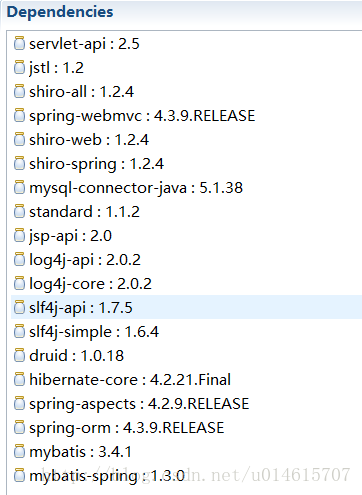 Dependencies
servlet-api : 2.5
jstl : 1.2
shiro-all : 1.2.4
spring-webmvc : 4.3.9.RELEASE
shiro-web : 1.2.4
shiro-spring : 1.2.4
mysql-connector-java : 5.1.38
standard : 1.1.2
jsp-api : 2.0
log4j-api : 2.0.2
log4j-core : 2.0.2
slf4j-api : 1.7.5
slf4j-simple : 1.6.4
druid : 1.0.18
hibernate-core : 4.2.21.Final
spring-aspects : 4.2.9.RELEASE
spring-orm : 4.3.9.RELEASE
mybatis : 3.4.1
mybatis-spring : 1.3.0
http://blog.csdn.net/u014615707